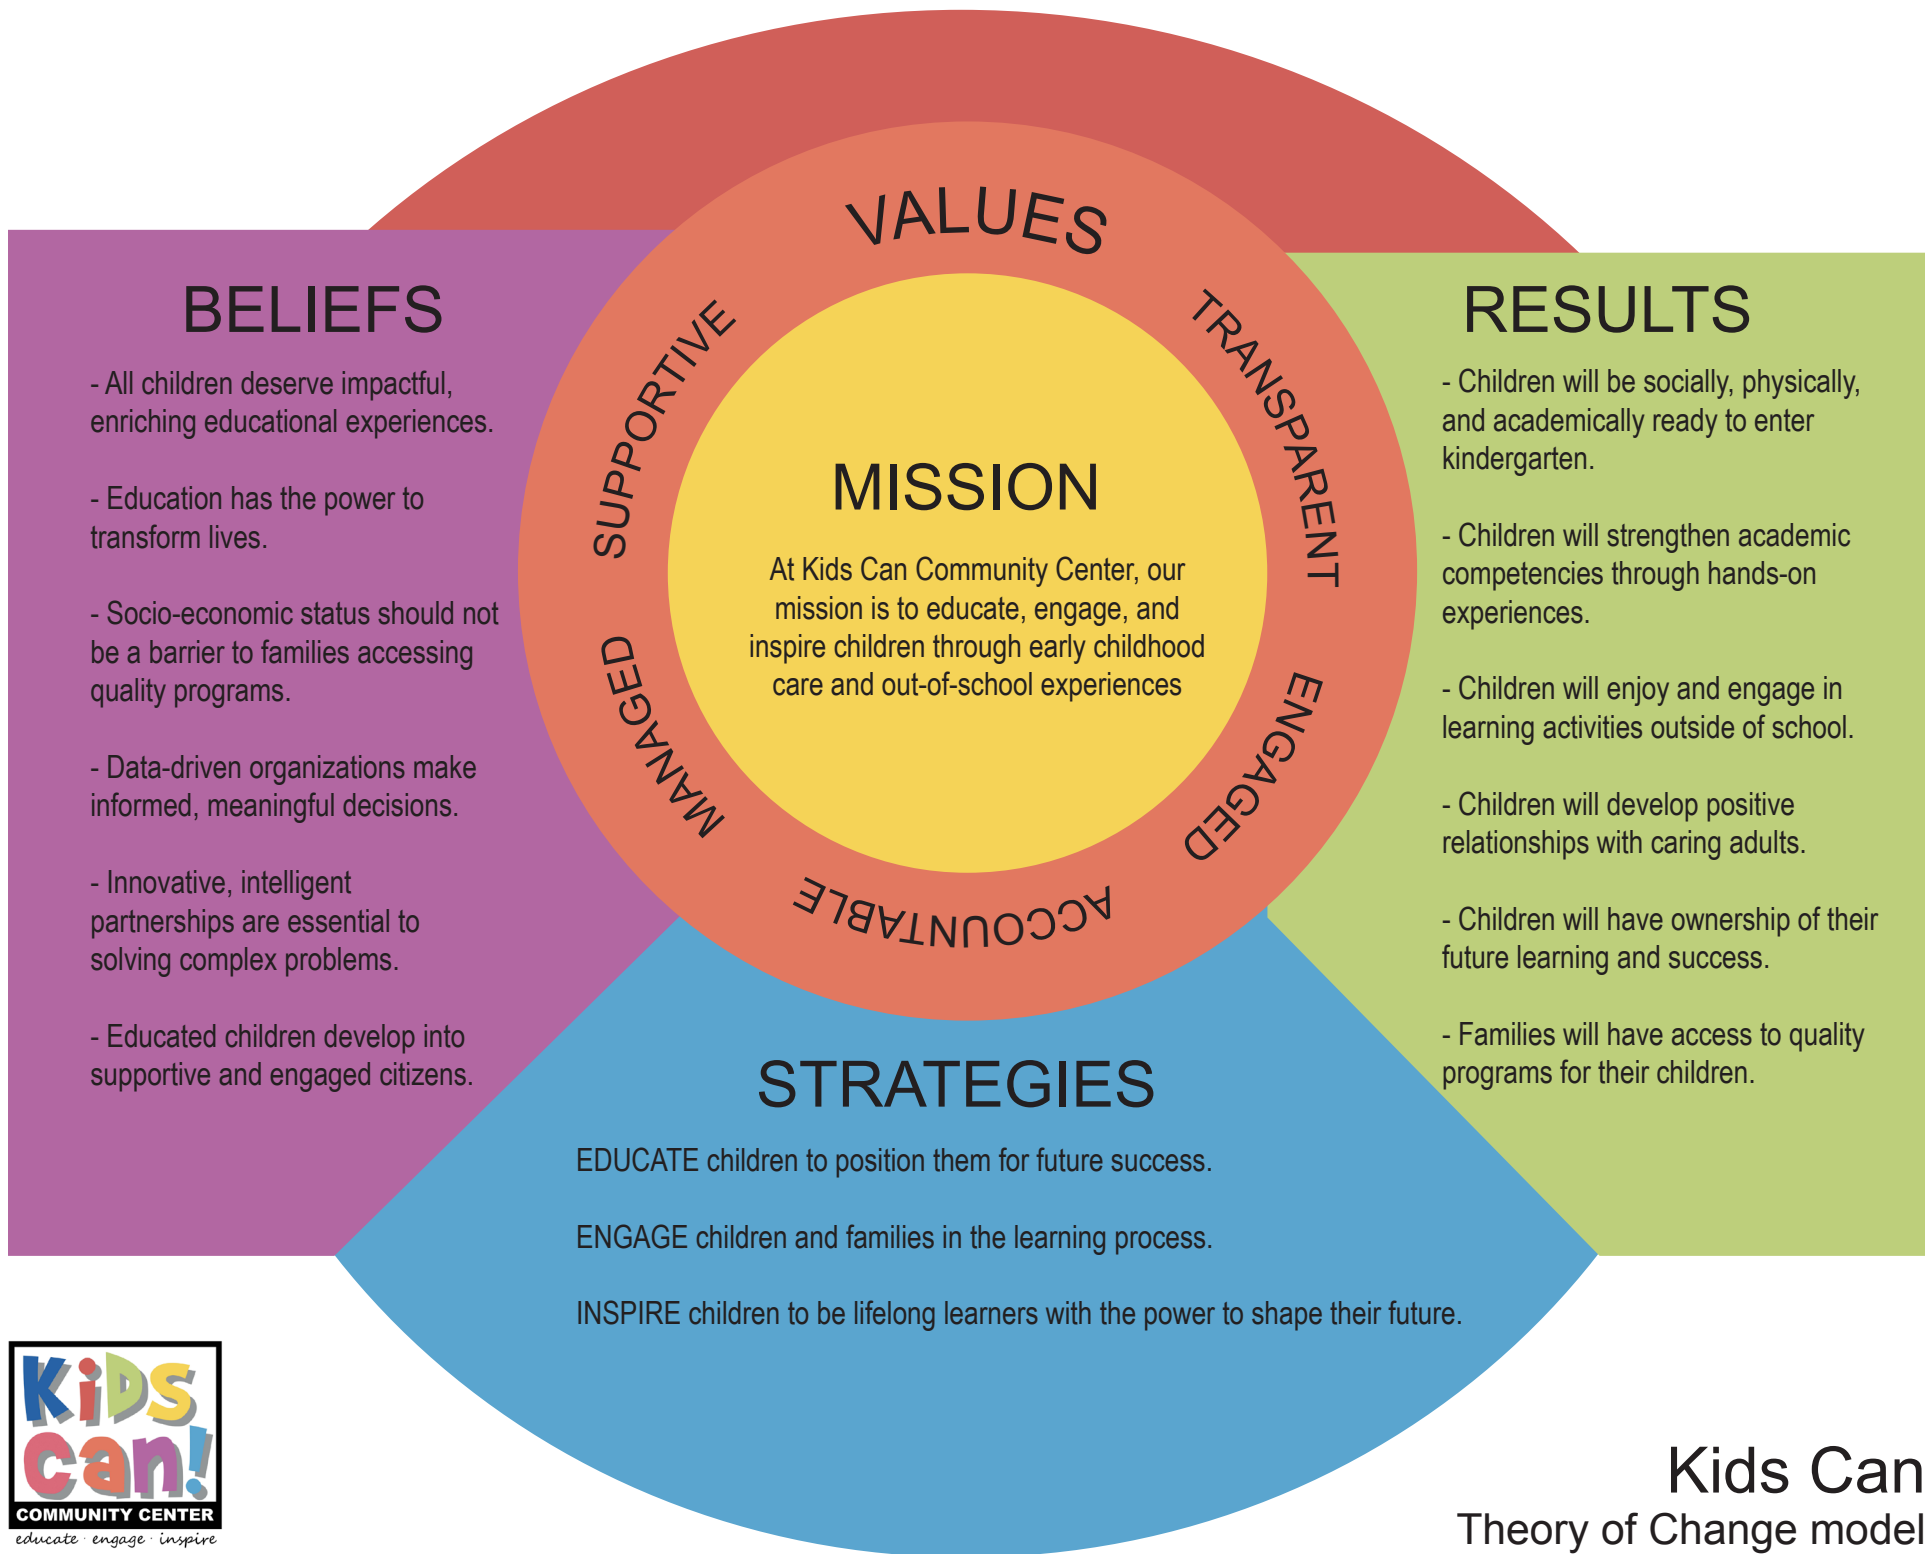 VALUES
TRANSPARENT
ENGAGED
ACCOUNTABLE
MANAGED
SUPPORTIVE
MISSION
At Kids Can Community Center, our
mission is to educate, engage, and
inspire children through early childhood
care and out-of-school experiences
BELIEFS
- All children deserve impactful,
enriching educational experiences.
- Education has the power to
transform lives.
- Socio-economic status should not
be a barrier to families accessing
quality programs.
- Data-driven organizations make
informed, meaningful decisions.
- Innovative, intelligent
partnerships are essential to
solving complex problems.
- Educated children develop into
supportive and engaged citizens.
RESULTS
- Children will be socially, physically,
and academically ready to enter
kindergarten.
- Children will strengthen academic
competencies through hands-on
experiences.
- Children will enjoy and engage in
learning activities outside of school.
- Children will develop positive
relationships with caring adults.
- Children will have ownership of their
future learning and success.
- Families will have access to quality
programs for their children.
STRATEGIES
EDUCATE children to position them for future success.
ENGAGE children and families in the learning process.
INSPIRE children to be lifelong learners with the power to shape their future.
KiDS
can!
COMMUNITY CENTER
educate · engage · inspire
Kids Can
Theory of Change model